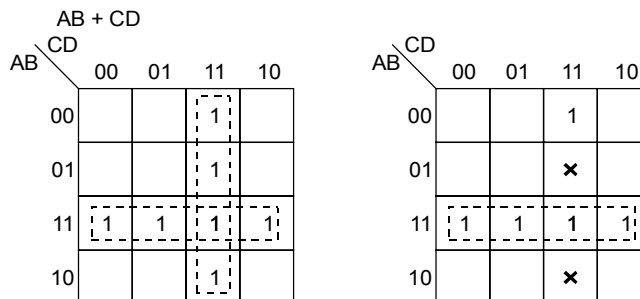 AB + CD
CD CD
AB 00 01 11 10 AB 00 01 11 10
00 1 00 1
01 1 01 ×
11 1 1 1 1 11 1 1 1 1
10 1 10 ×